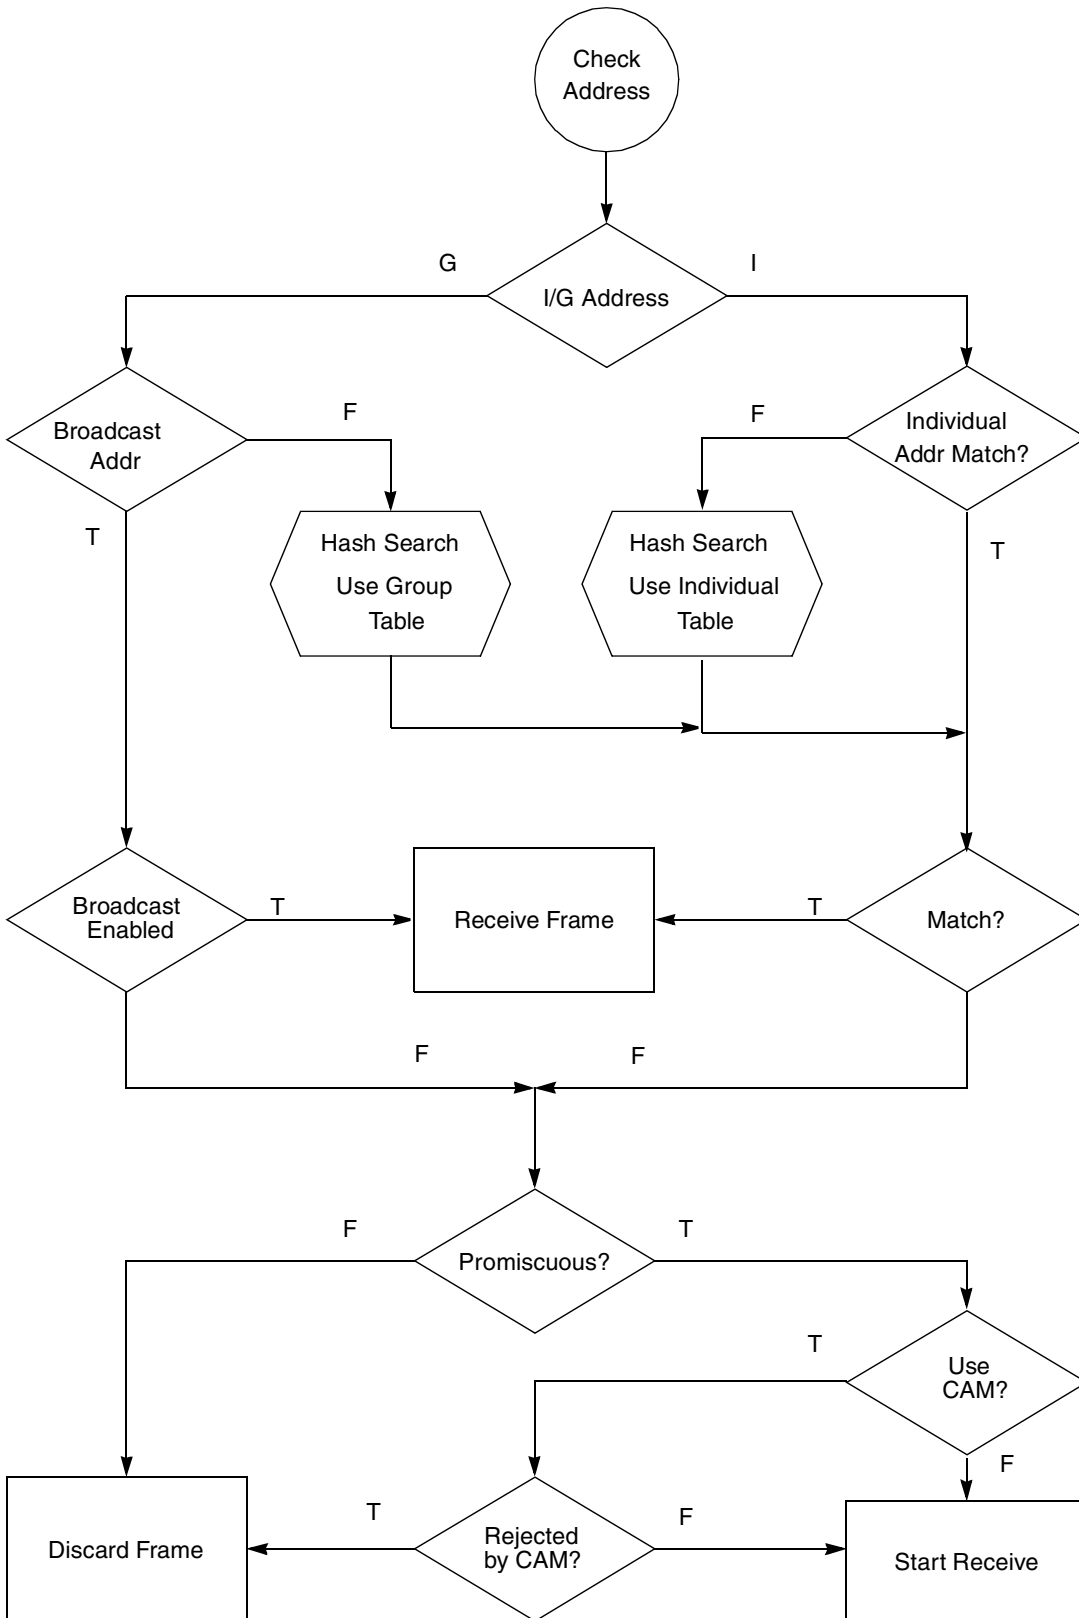 Check
Address
G
I
I/G Address
F
F
Broadcast
Addr
Individual
Addr Match?
T
Hash Search
Use Group
Table
Hash Search
Use Individual
Table
T
Broadcast
Enabled
T
Receive Frame
T
Match?
F
F
F
Promiscuous?
T
T
Use
CAM?
F
Discard Frame
T
Rejected
by CAM?
F
Start Receive